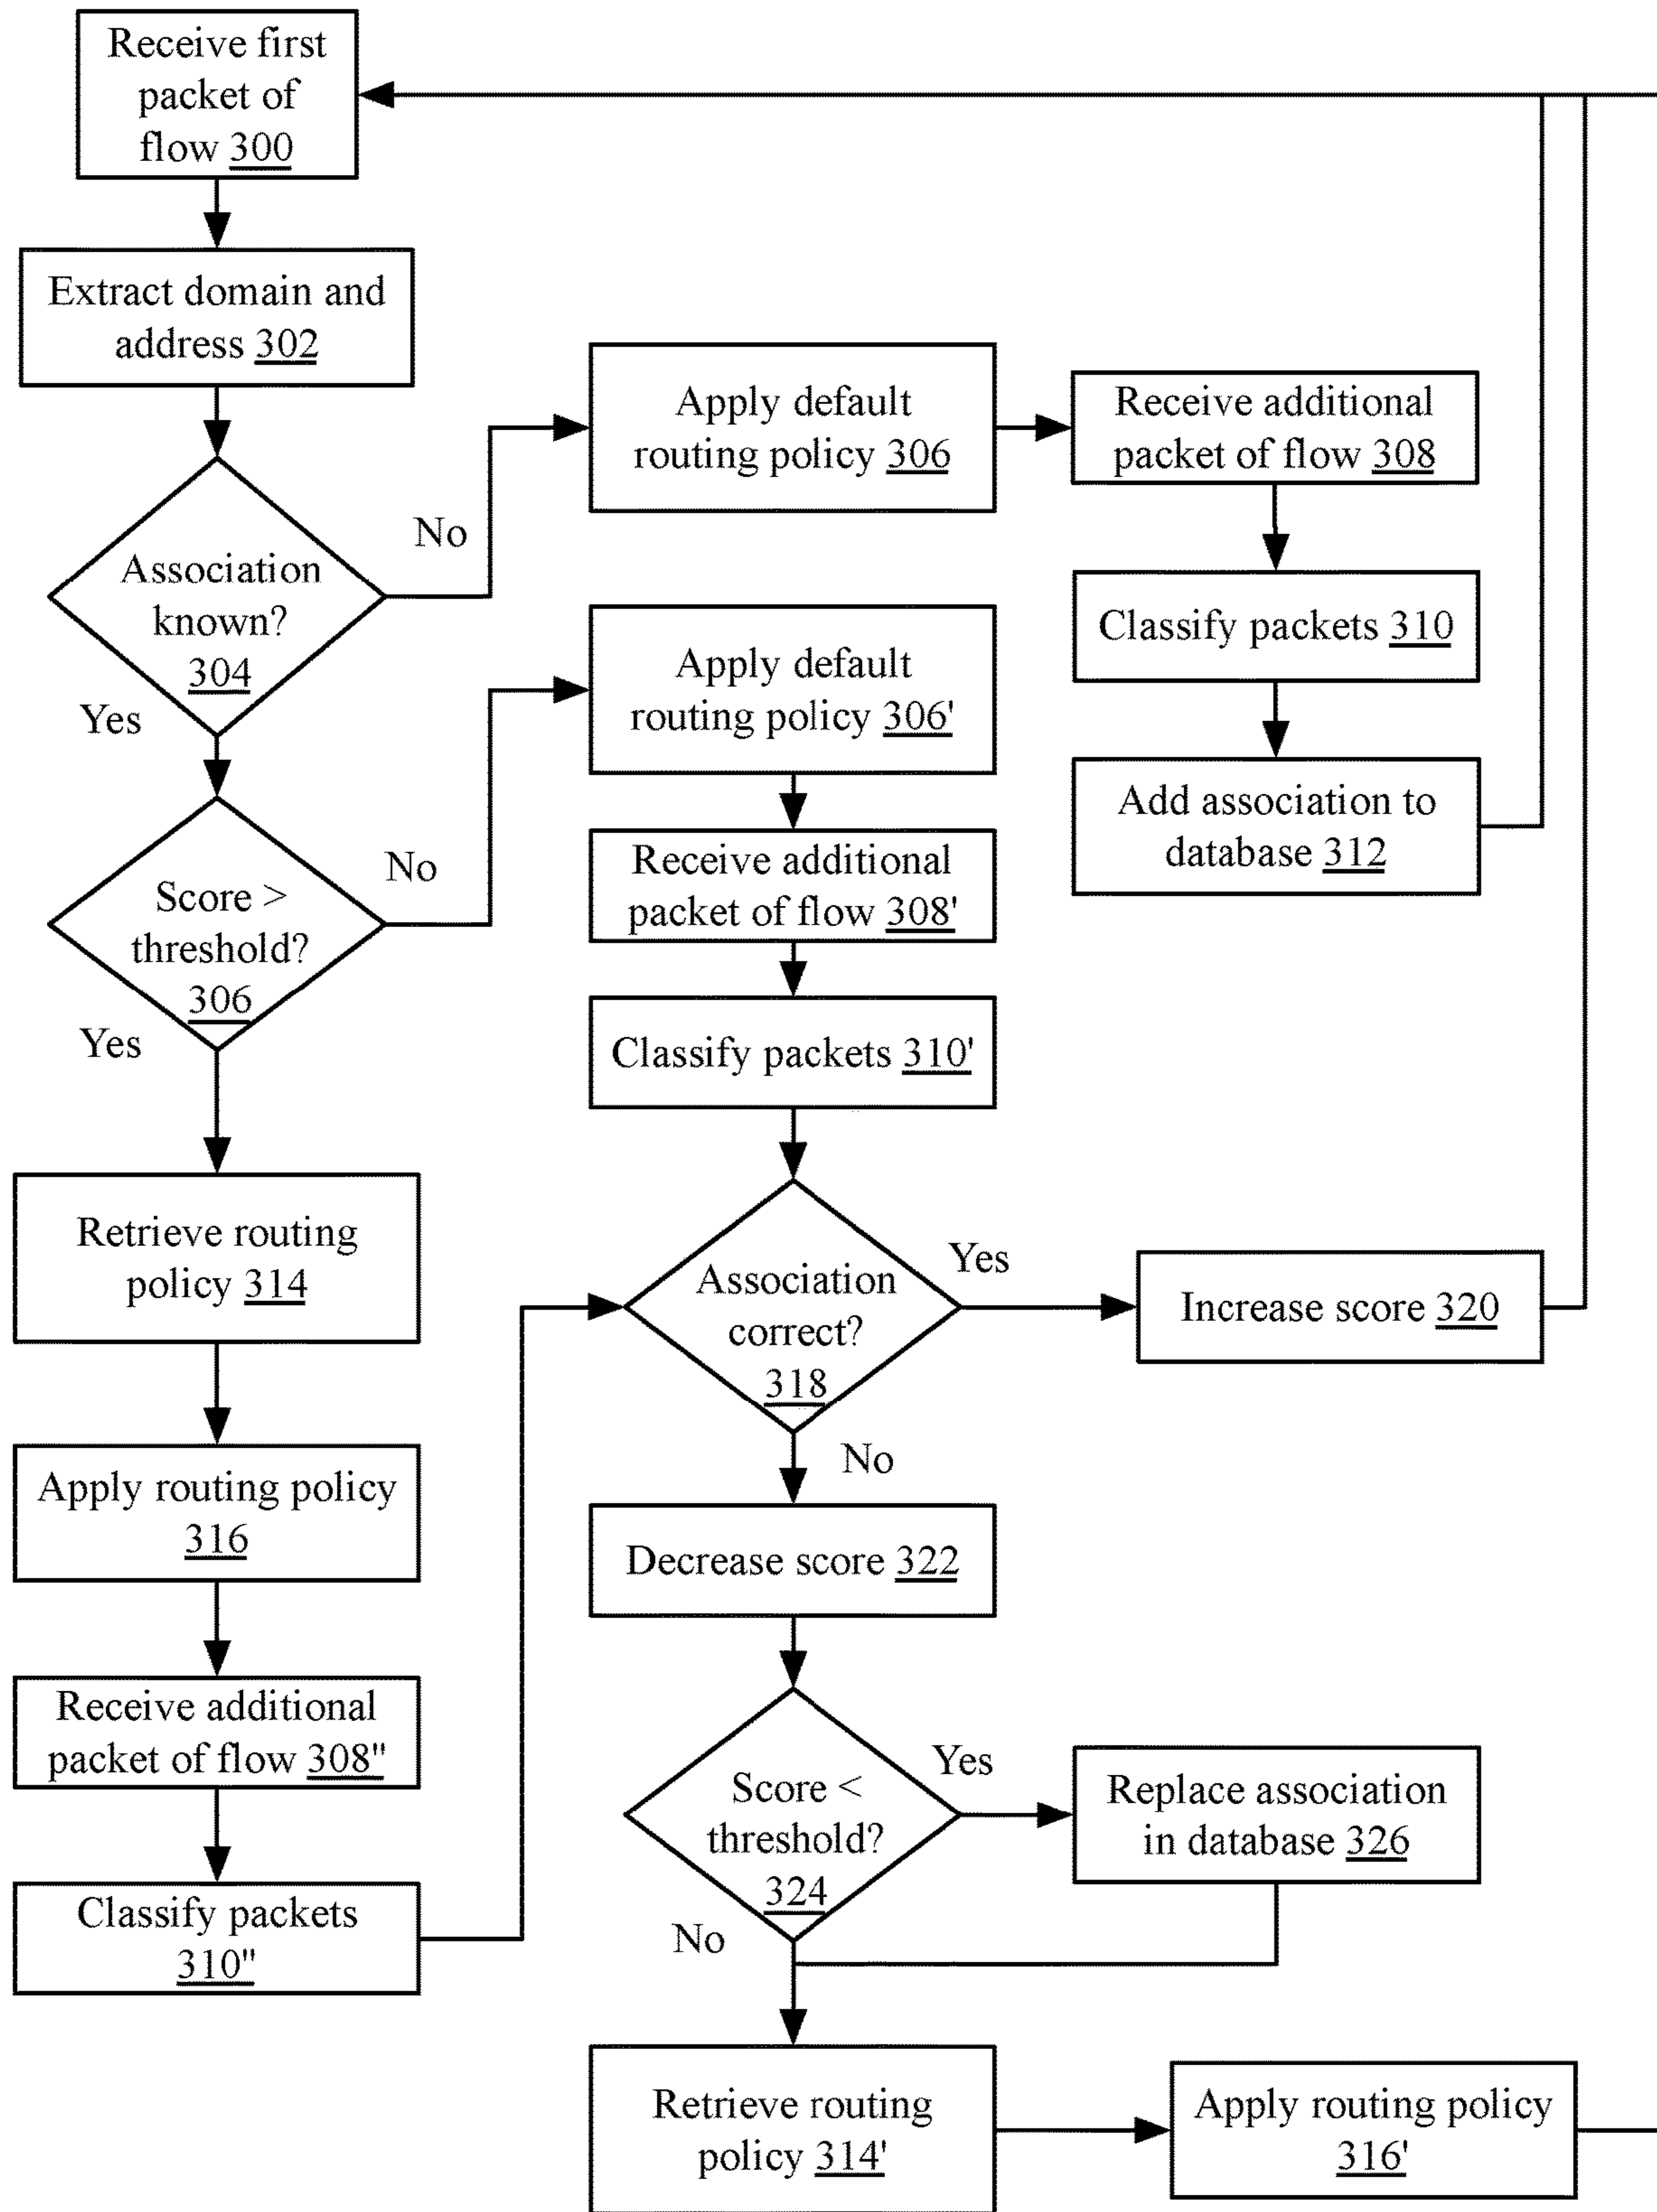 Receive first
packet of
flow 300
Extract domain and
address 302
Apply default
routing policy 306
Receive additional
packet of flow 308
No
Association
known?
304
Yes
Classify packets 310
Apply default
routing policy 306'
Add association to
database 312
No
Score >
threshold?
306
Yes
Receive additional
packet of flow 308'
Classify packets 310'
Retrieve routing
policy 314
Association
correct?
318
Yes
Increase score 320
No
Apply routing policy
316
Decrease score 322
Receive additional
packet of flow 308"
Score <
threshold?
324
Yes
Replace association
in database 326
No
Classify packets
310"
Retrieve routing
policy 314'
Apply routing policy
316'